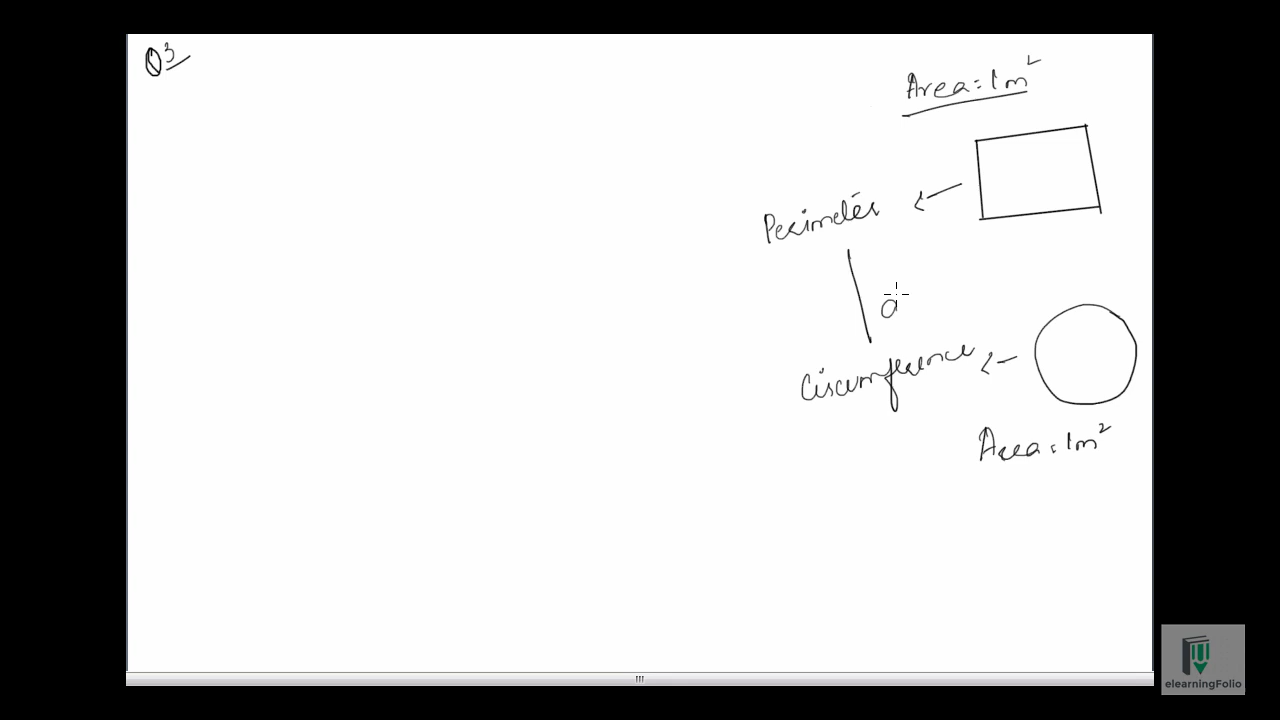 Q3
Area = 1m²
Perimeter
a
Circumference
Area = 1m²
elearningFolio